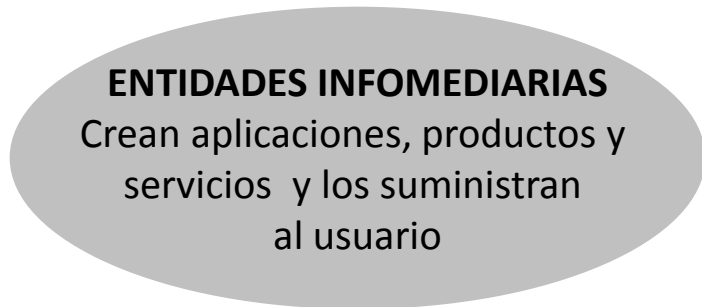 ENTIDADES INFOMEDIARIAS
Crean aplicaciones, productos y
servicios y los suministran
al usuario